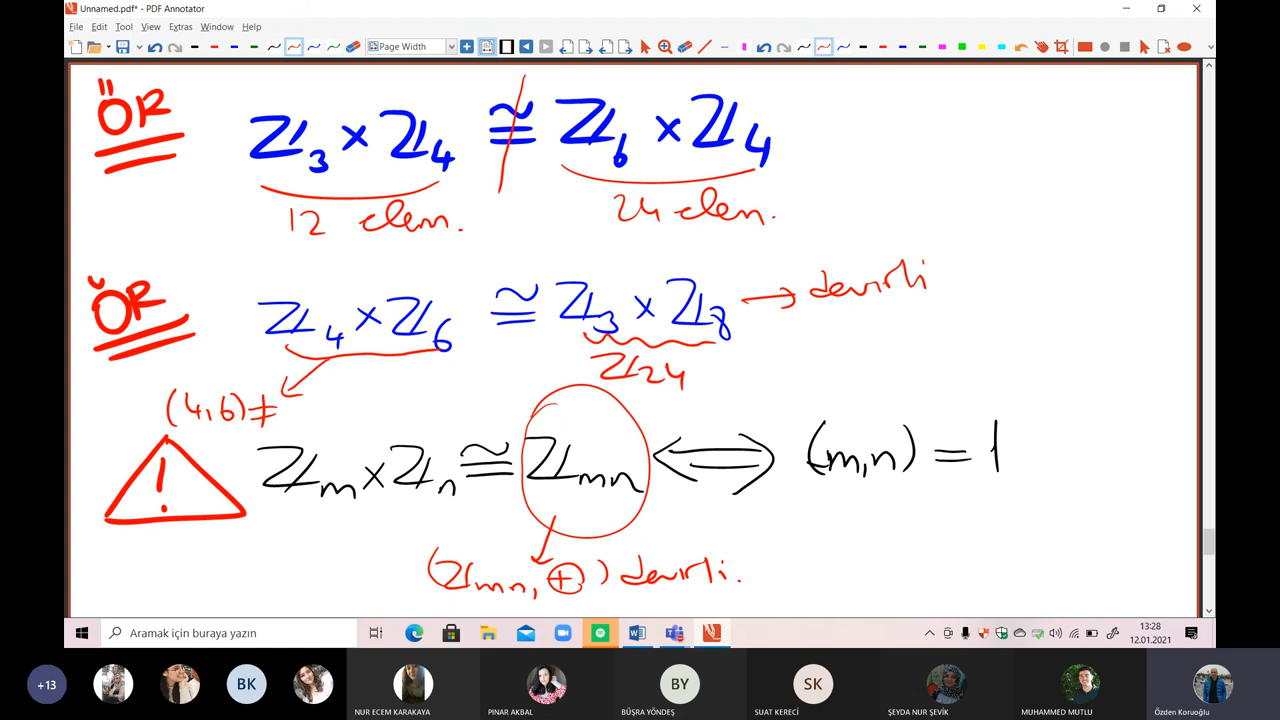 Unnamed.pdf* - PDF Annotator
File Edit Tool View Extras Window Help
Page Width
ÖR
ℤ₃ × ℤ₄ ≇ ℤ₆ × ℤ₄
12 elem. 24 elem.
ÖR
ℤ₄ × ℤ₆ ≅ ℤ₃ × ℤ₈ → devirli
ℤ₂₄
(4,6) ≠
! ℤₘ × ℤₙ ≅ ℤₘₙ ⟺ (m,n) = 1
(ℤₘₙ, ⊕) devirli.
Aramak için buraya yazın
13:28
12.01.2021
+13 BK NUR ECEM KARAKAYA PINAR AKBAL BY BÜŞRA YÖNDEŞ SK SUAT KERECİ ŞEYDA NUR ŞEVİK MUHAMMED MUTLU Özden Koruoğlu